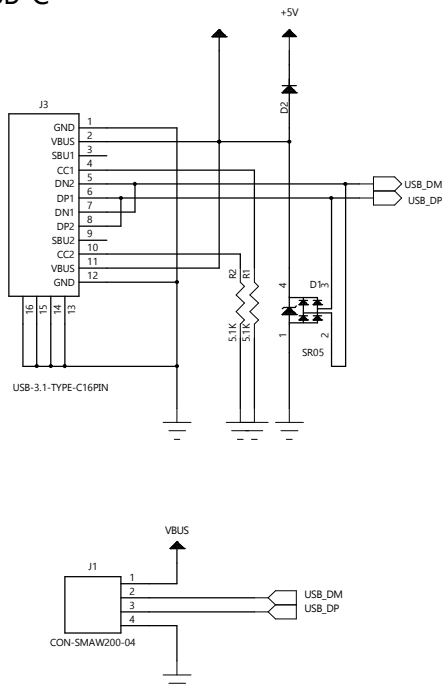 +5V
D2
J3
GND 1
VBUS 2
SBU1 3
CC1 4
DN2 5
DP1 6
DN1 7
DP2 8
SBU2 9
CC2 10
VBUS 11
GND 12
16 15 14 13
USB-3.1-TYPE-C16PIN
USB_DM
USB_DP
R2 R1
5.1K 5.1K
4 D1 3
1 2
SR05
VBUS
J1
1
2 USB_DM
3 USB_DP
4
CON-SMAW200-04